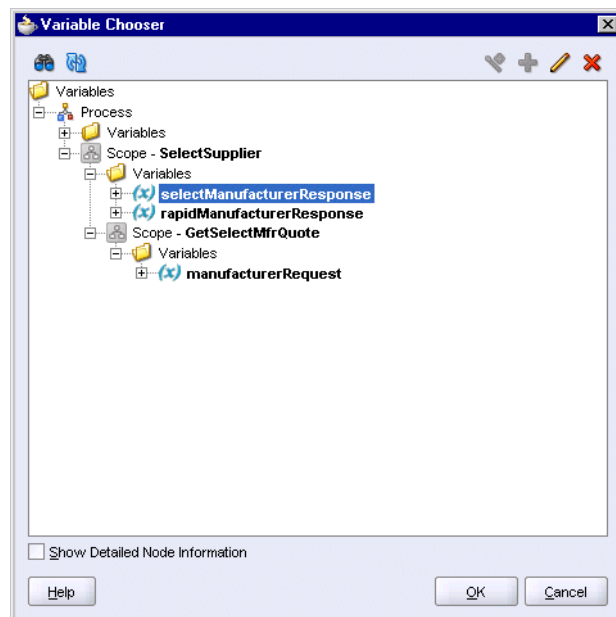 Variable Chooser
Variables
Process
Variables
Scope - SelectSupplier
Variables
(x) selectManufacturerResponse
(x) rapidManufacturerResponse
Scope - GetSelectMfrQuote
Variables
(x) manufacturerRequest
Show Detailed Node Information
Help OK Cancel